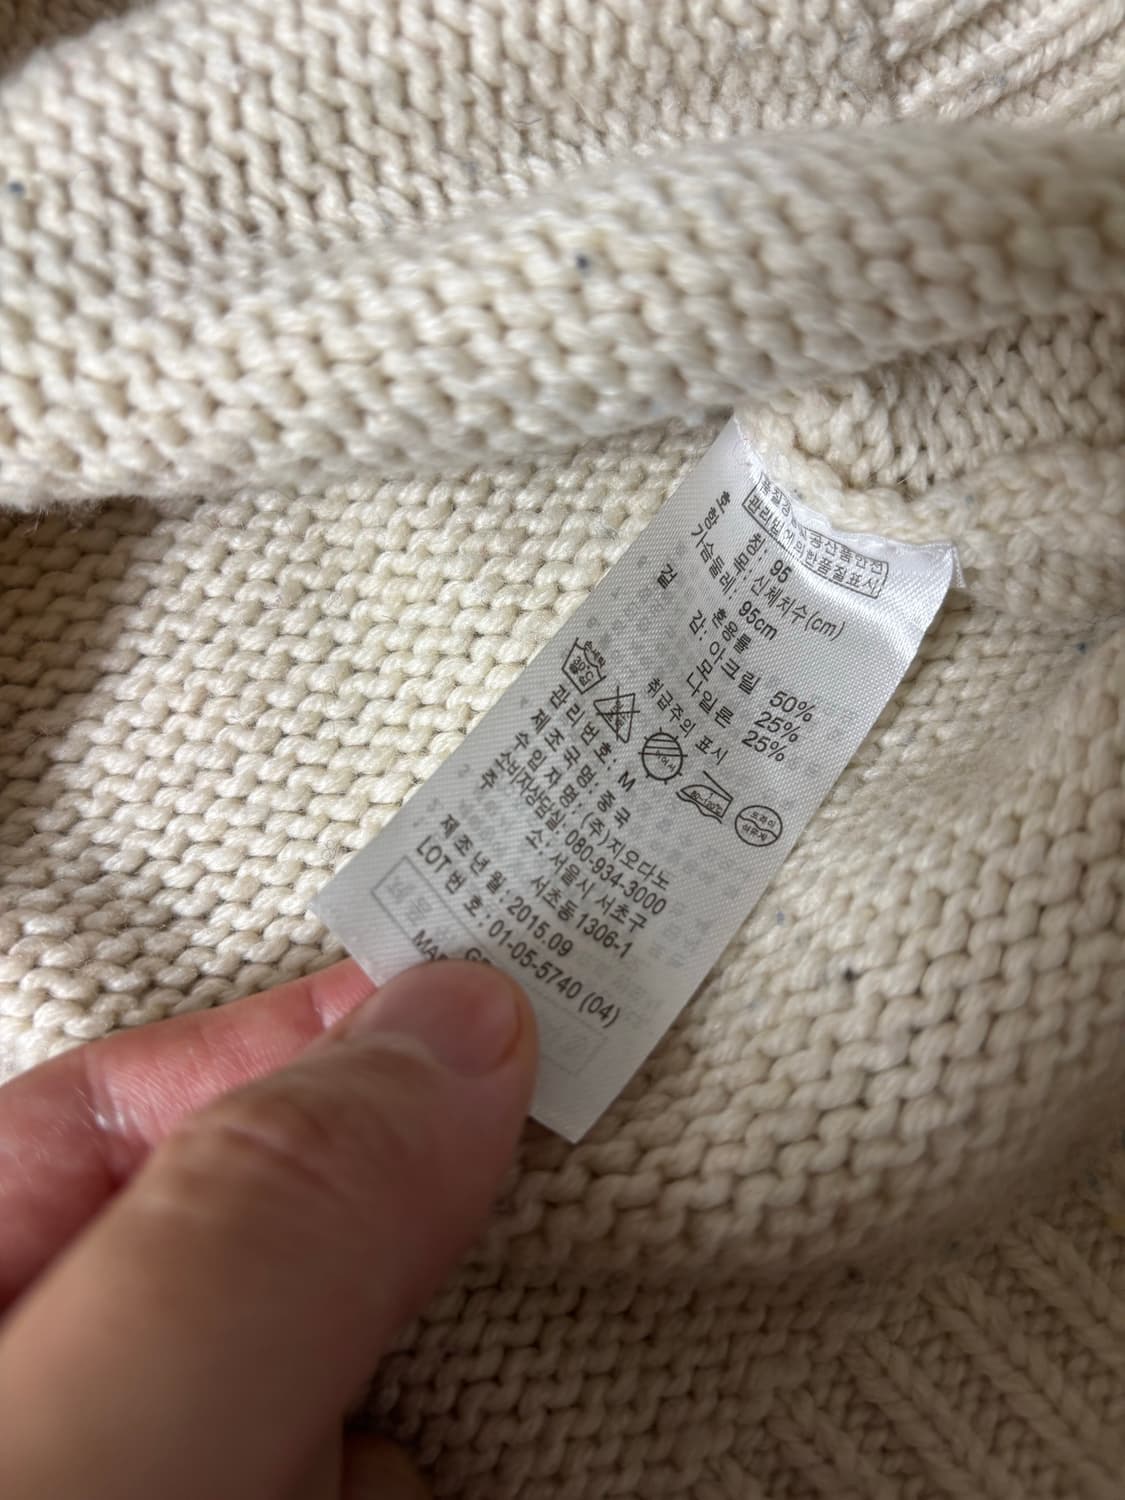 품질경영및공산품안전
관리법에의한품질표시
호칭: 95
항목: 신체치수(cm)
가슴둘레: 95cm
혼용률
겉감: 아크릴 50%
모 25%
나일론 25%
취급주의 표시
관리번호: M
제조국명: 중국
수입자명: (주)지오다노
소비자상담실: 080-934-3000
주소: 서울시 서초구
서초동 1306-1
제조년월: 2015.09
LOT번호: 01-05-5740 (04)